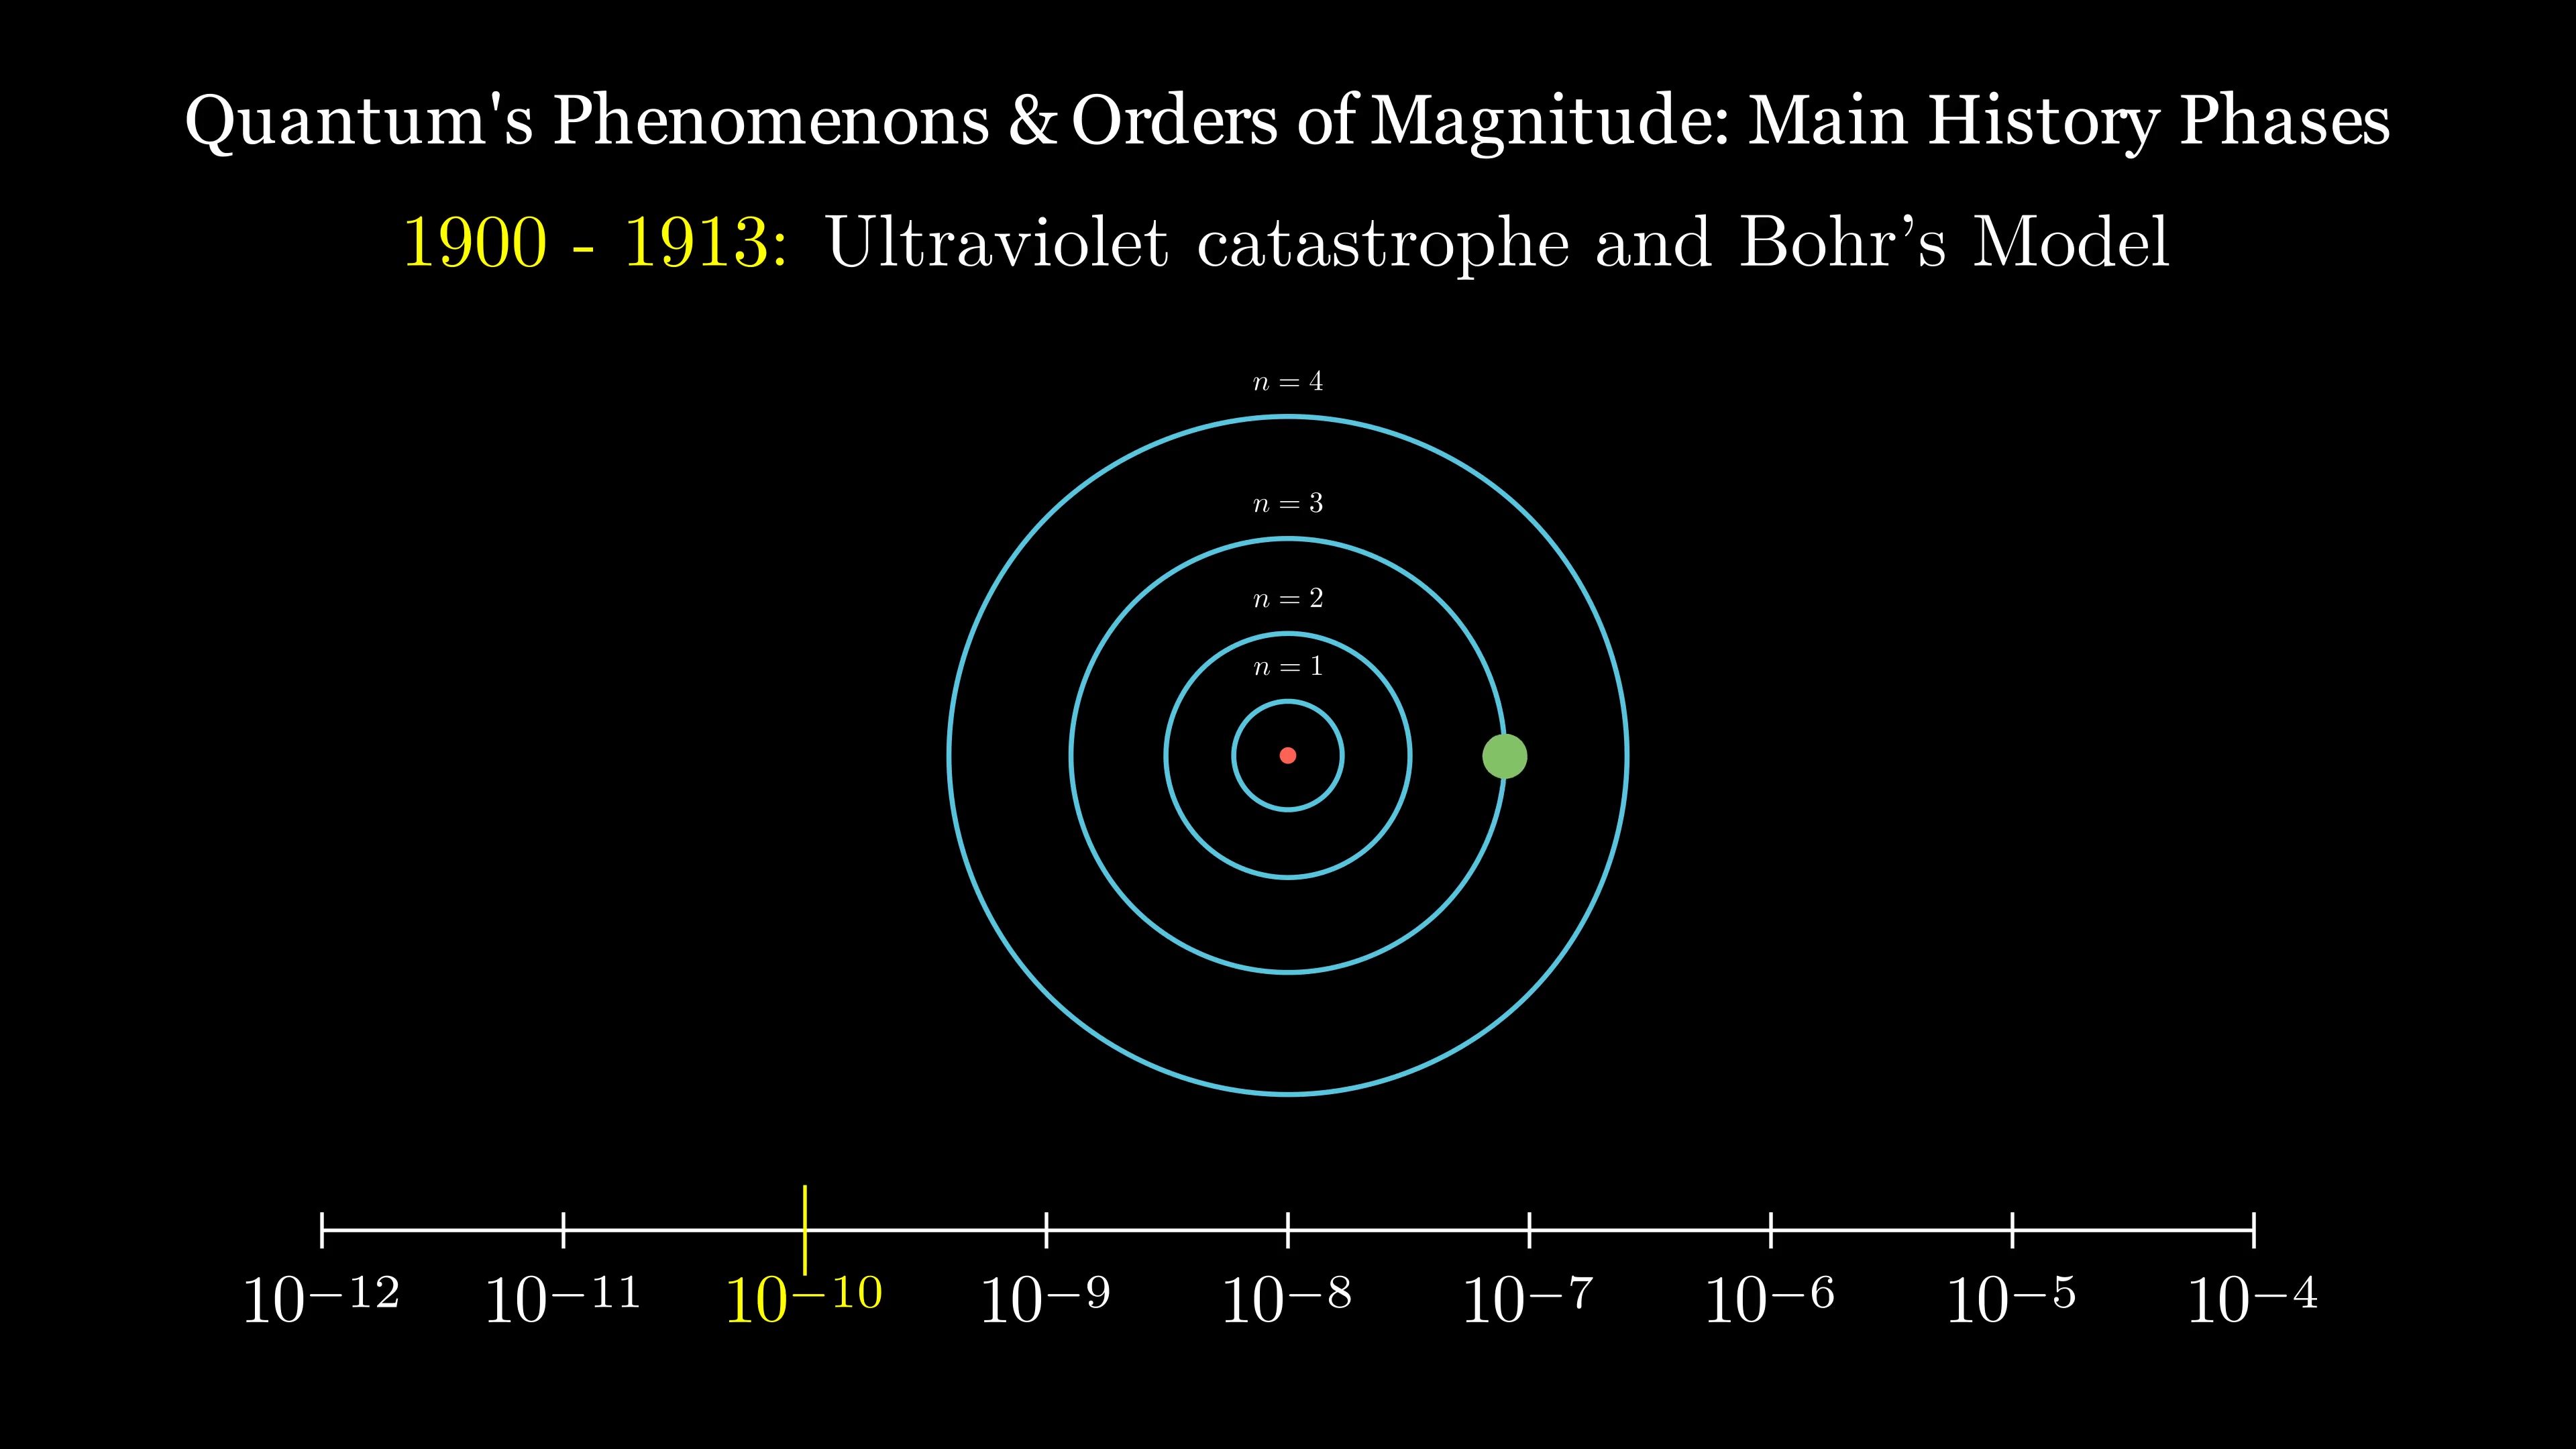 Quantum's Phenomenons & Orders of Magnitude: Main History Phases
1900 - 1913: Ultraviolet catastrophe and Bohr’s Model
n = 4
n = 3
n = 2
n = 1
10⁻¹² 10⁻¹¹ 10⁻¹⁰ 10⁻⁹ 10⁻⁸ 10⁻⁷ 10⁻⁶ 10⁻⁵ 10⁻⁴